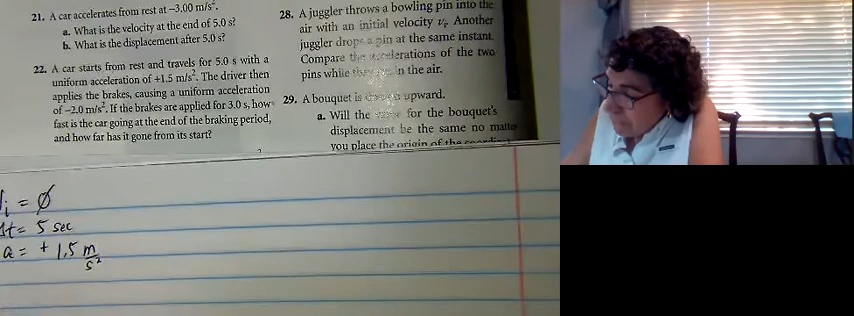 21. A car accelerates from rest at –3.00 m/s².
a. What is the velocity at the end of 5.0 s?
b. What is the displacement after 5.0 s?
22. A car starts from rest and travels for 5.0 s with a
uniform acceleration of +1.5 m/s². The driver then
applies the brakes, causing a uniform acceleration
of –2.0 m/s². If the brakes are applied for 3.0 s, how
fast is the car going at the end of the braking period,
and how far has it gone from its start?
28. A juggler throws a bowling pin into the
air with an initial velocity vᵢ. Another
juggler drops a pin at the same instant.
Compare the accelerations of the two
pins while they are in the air.
29. A bouquet is upward.
a. Will the for the bouquet's
displacement be the same no matte
you place the origin of the
i = Ø
Δt = 5 sec
a = + 1.5 m/s²